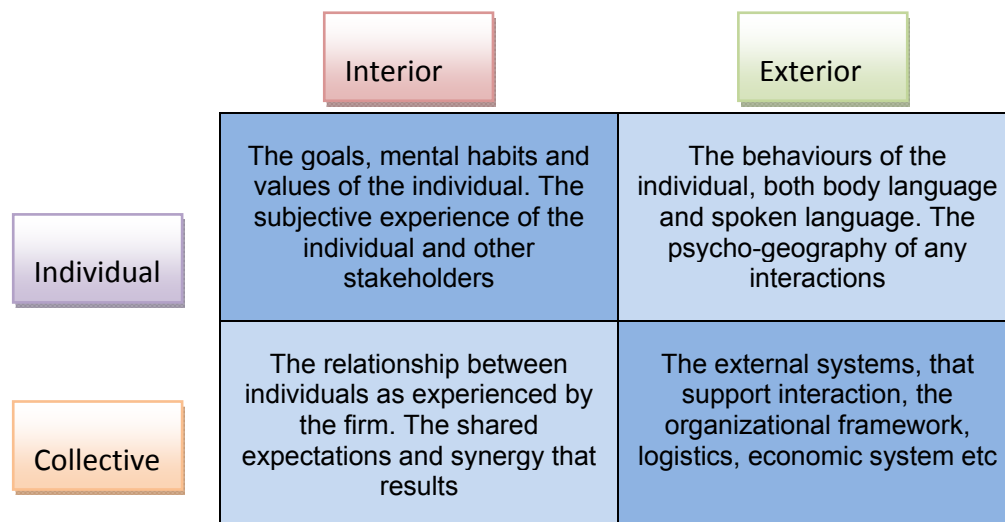 Interior
Exterior
Individual
The goals, mental habits and
values of the individual. The
subjective experience of the
individual and other
stakeholders
The behaviours of the
individual, both body language
and spoken language. The
psycho-geography of any
interactions
Collective
The relationship between
individuals as experienced by
the firm. The shared
expectations and synergy that
results
The external systems, that
support interaction, the
organizational framework,
logistics, economic system etc